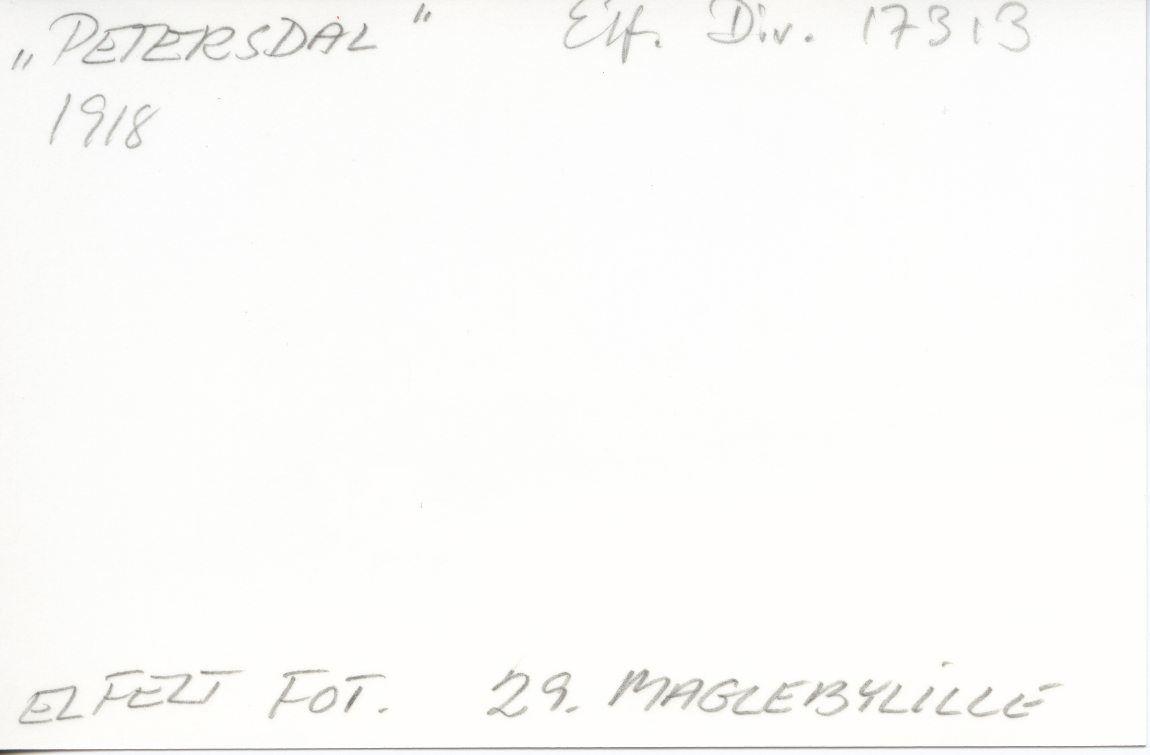 „PETERSDAL" Elf. Div. 17313
1918
ELFELT FOT. 29. MAGLEBYLILLE